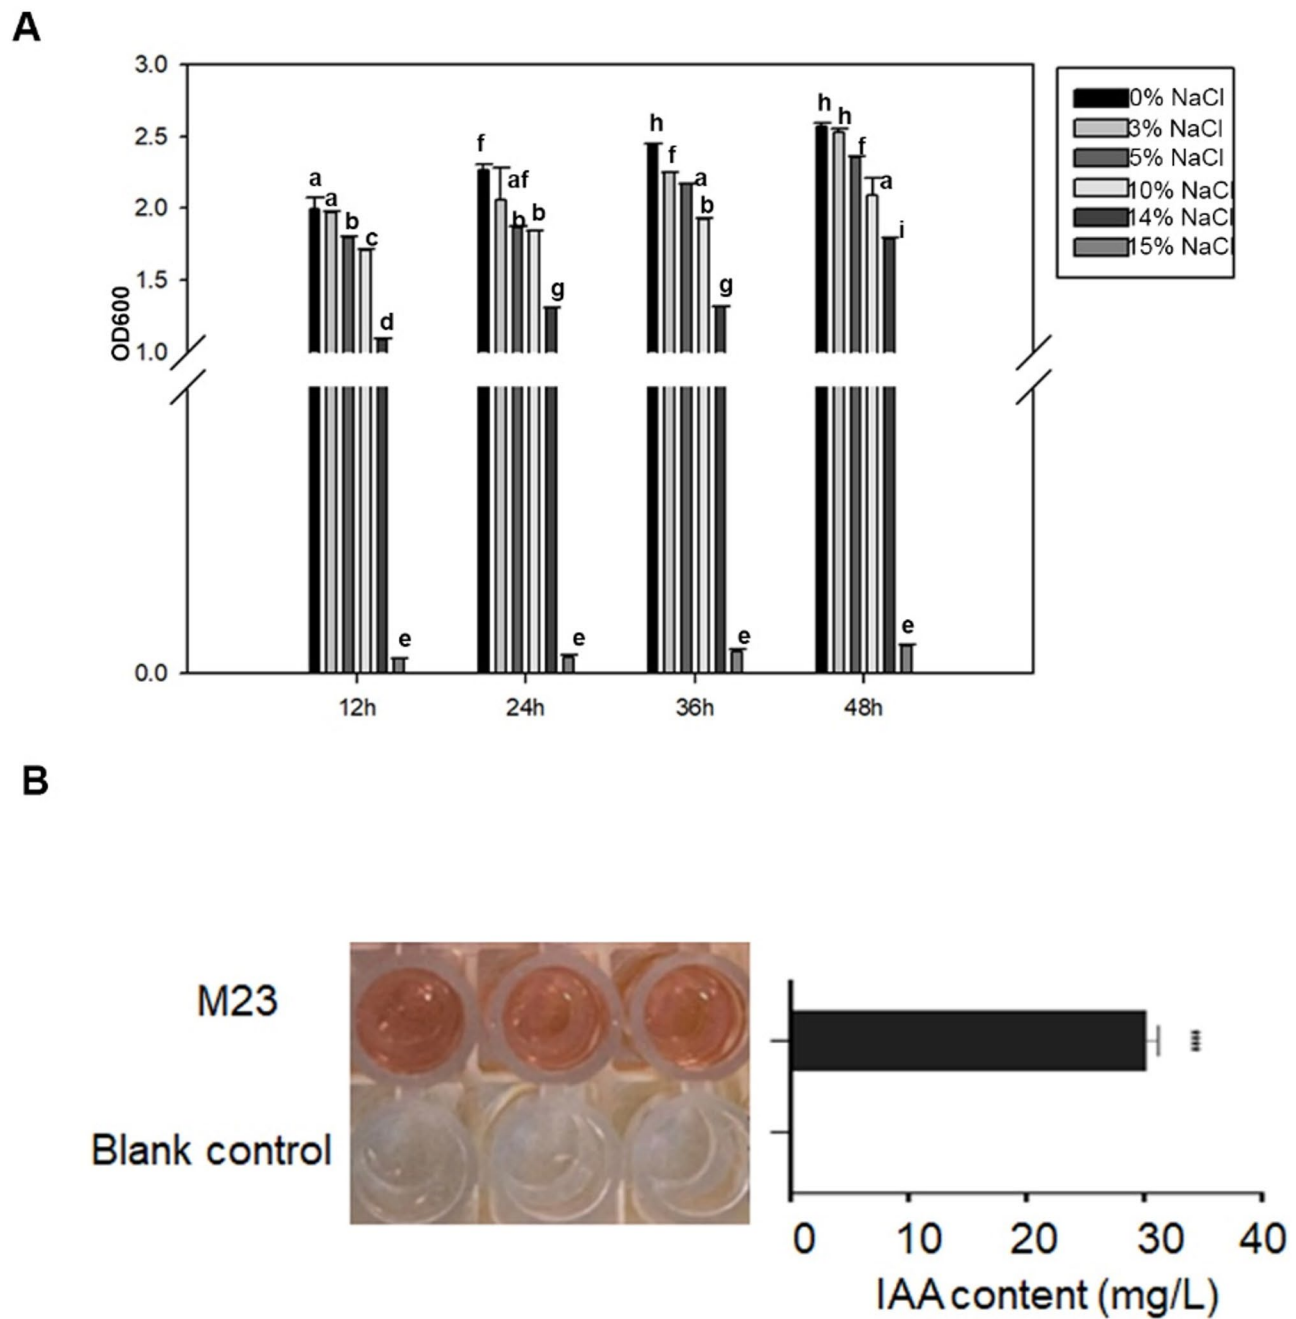 A
3.0
2.5
2.0
1.5
1.0
0.0
OD600
a a b c d e
f af b b g e
h f a b g e
h h f a i e
12h 24h 36h 48h
0% NaCl
3% NaCl
5% NaCl
10% NaCl
14% NaCl
15% NaCl
B
M23
Blank control
****
0 10 20 30 40
IAA content (mg/L)